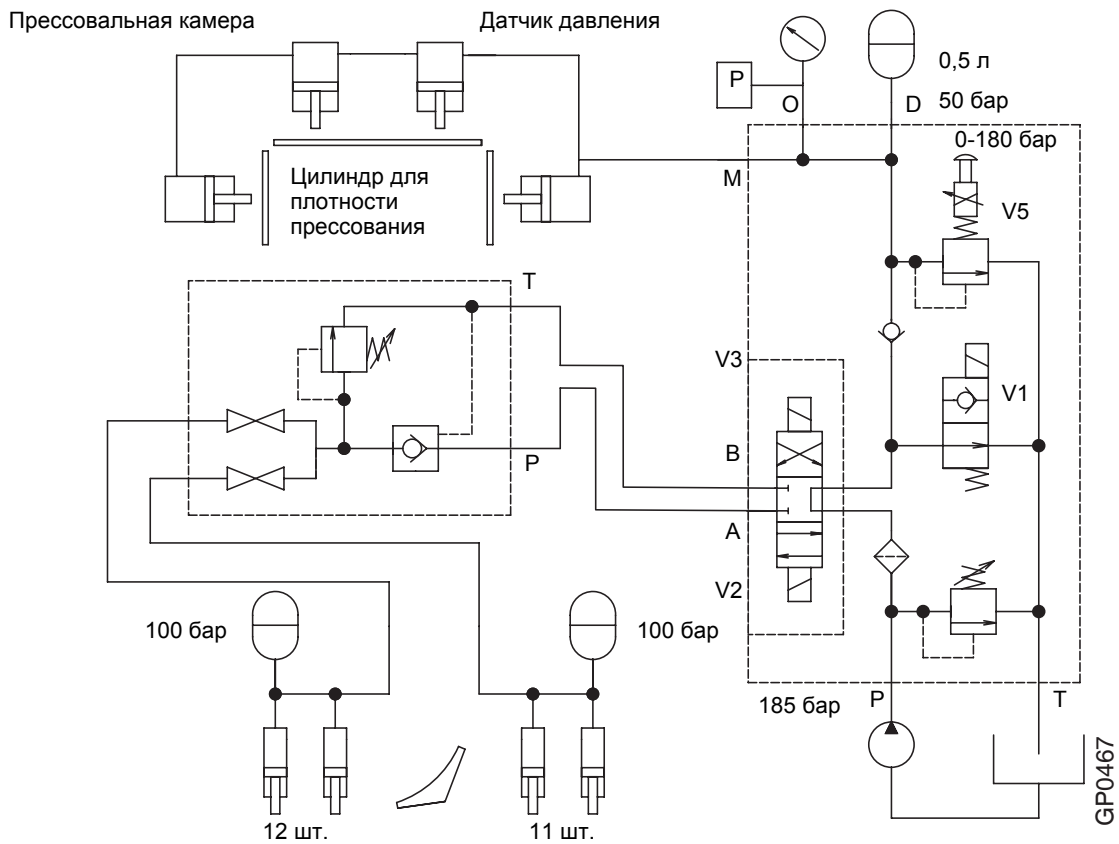 Прессовальная камера
Датчик давления
P
O
D
0,5 л
50 бар
0-180 бар
M
V5
Цилиндр для
плотности
прессования
T
V3
V1
B
P
A
V2
100 бар
100 бар
185 бар
P
T
12 шт.
11 шт.
GP0467